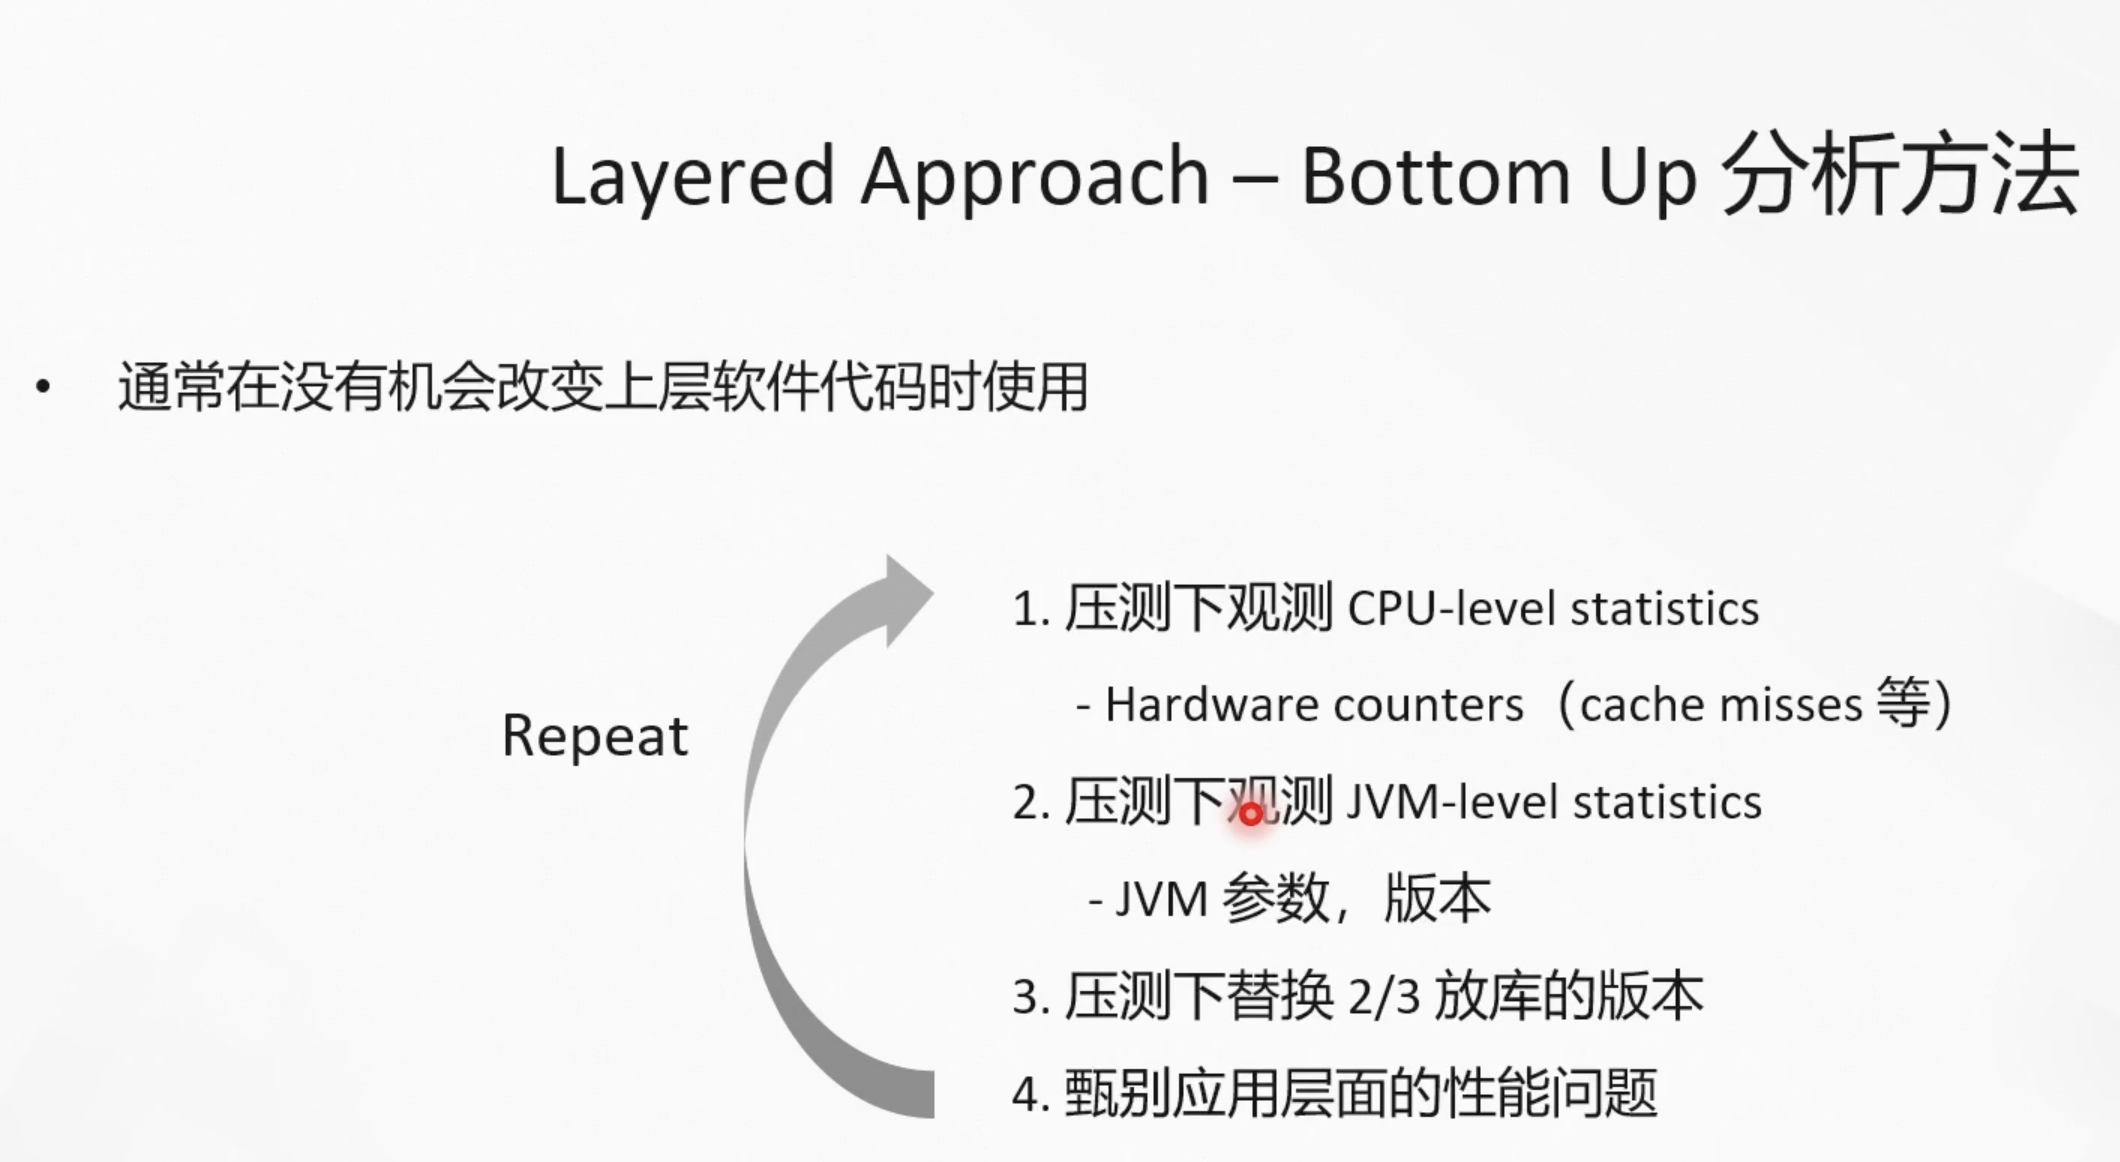 Layered Approach – Bottom Up 分析方法
• 通常在没有机会改变上层软件代码时使用
Repeat
1. 压测下观测 CPU-level statistics
- Hardware counters（cache misses 等）
2. 压测下观测 JVM-level statistics
- JVM 参数，版本
3. 压测下替换 2/3 放库的版本
4. 甄别应用层面的性能问题